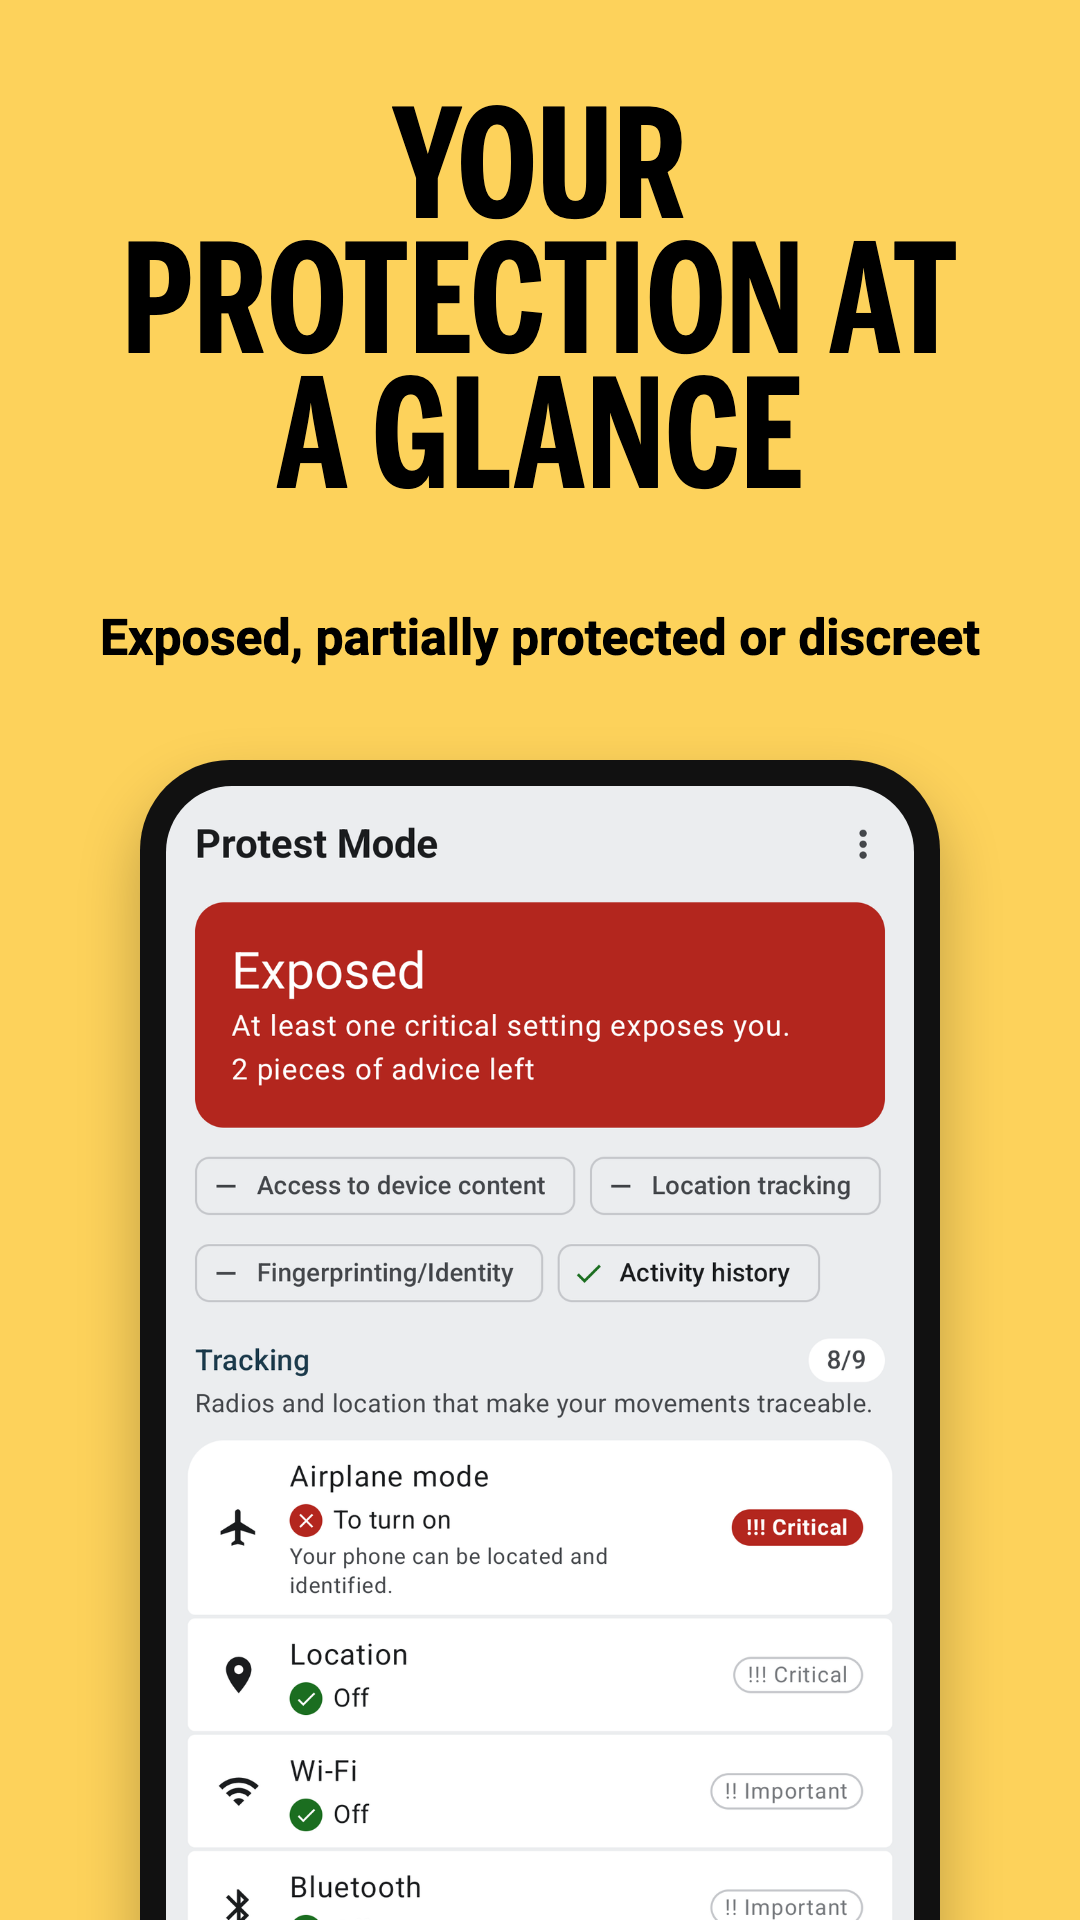 YOUR
PROTECTION AT
A GLANCE
Exposed, partially protected or discreet
Protest Mode
Exposed
At least one critical setting exposes you.
2 pieces of advice left
Access to device content
Location tracking
Fingerprinting/Identity
Activity history
Tracking
8/9
Radios and location that make your movements traceable.
Airplane mode
To turn on
!!! Critical
Your phone can be located and
identified.
Location
!!! Critical
Off
Wi-Fi
!! Important
Off
Bluetooth
!! Important